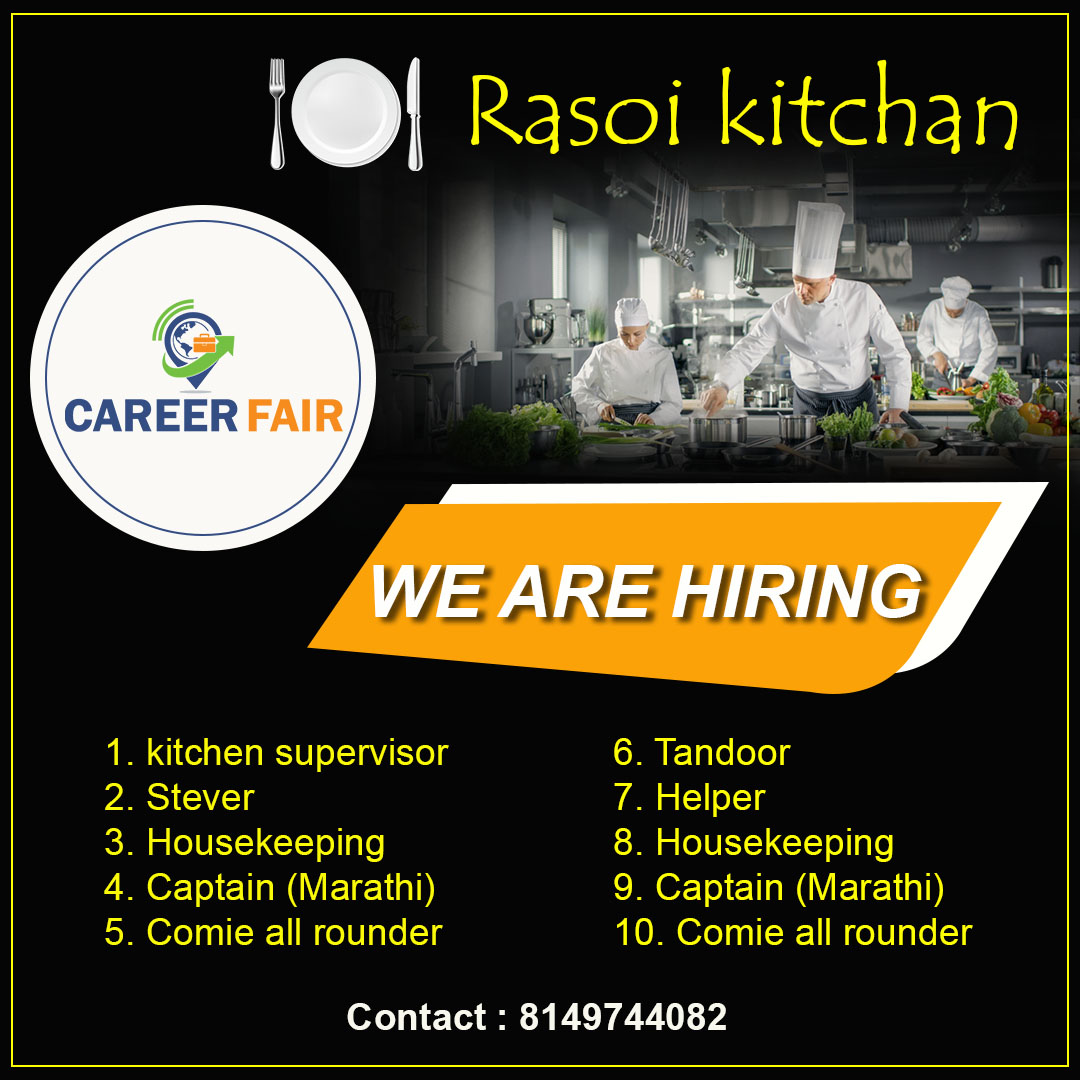 Rasoi kitchan
CAREER FAIR
WE ARE HIRING
1. kitchen supervisor
2. Stever
3. Housekeeping
4. Captain (Marathi)
5. Comie all rounder
6. Tandoor
7. Helper
8. Housekeeping
9. Captain (Marathi)
10. Comie all rounder
Contact : 8149744082